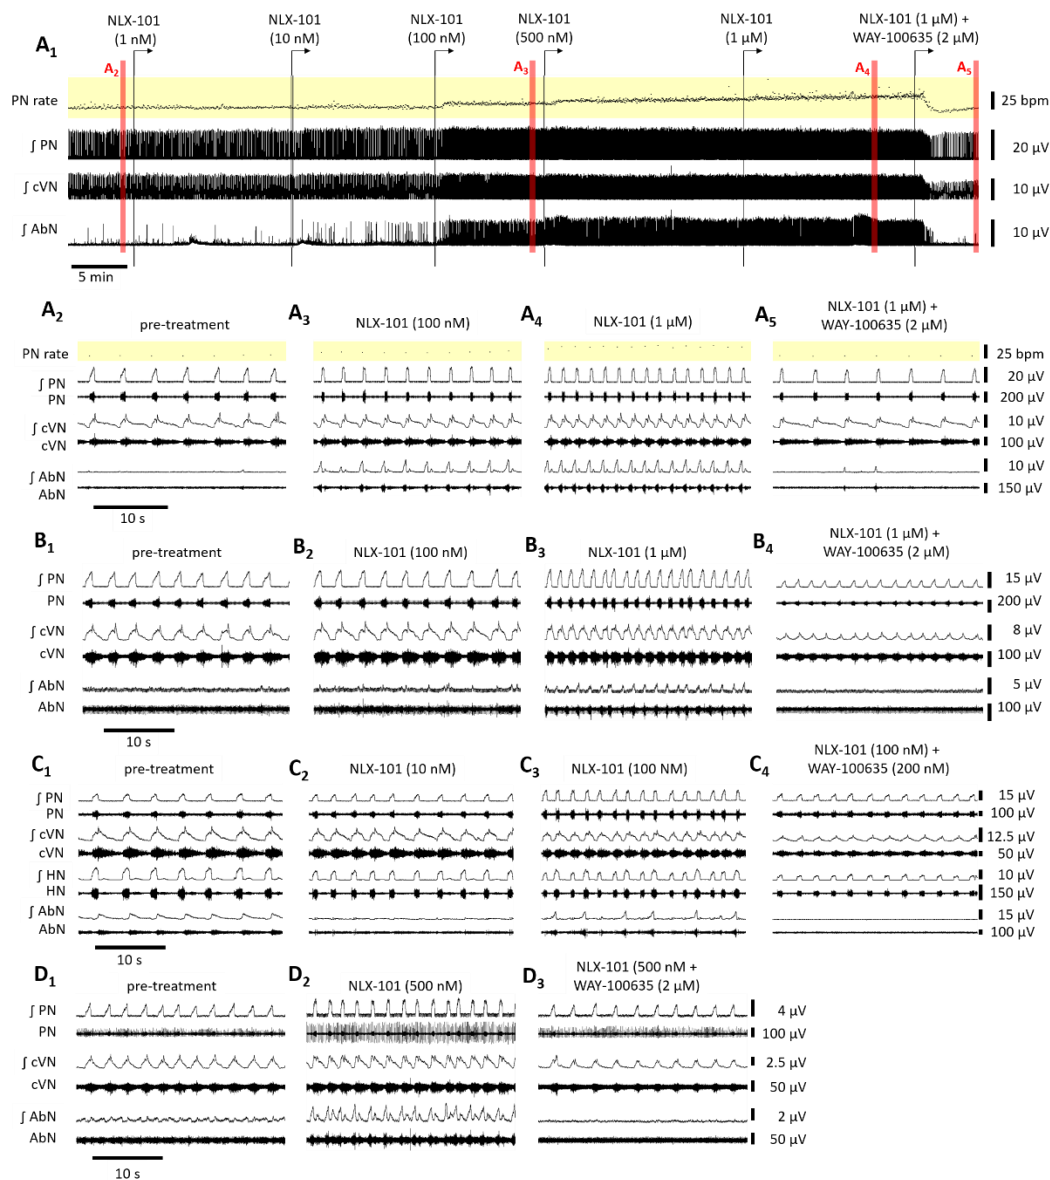 NLX-101 NLX-101 NLX-101 NLX-101 NLX-101 NLX-101 (1 µM) +
(1 nM) (10 nM) (100 nM) (500 nM) (1 µM) WAY-100635 (2 µM)
A1
A2 A3 A4 A5
PN rate 25 bpm
∫ PN 20 µV
∫ cVN 10 µV
∫ AbN 10 µV
5 min
A2 pre-treatment A3 NLX-101 (100 nM) A4 NLX-101 (1 µM) A5 NLX-101 (1 µM) +
WAY-100635 (2 µM)
PN rate 25 bpm
∫ PN 20 µV
PN 200 µV
∫ cVN 10 µV
cVN 100 µV
∫ AbN 10 µV
AbN 150 µV
10 s
B1 pre-treatment B2 NLX-101 (100 nM) B3 NLX-101 (1 µM) B4 NLX-101 (1 µM) +
WAY-100635 (2 µM)
∫ PN 15 µV
PN 200 µV
∫ cVN 8 µV
cVN 100 µV
∫ AbN 5 µV
AbN 100 µV
10 s
C1 pre-treatment C2 NLX-101 (10 nM) C3 NLX-101 (100 NM) C4 NLX-101 (100 nM) +
WAY-100635 (200 nM)
∫ PN 15 µV
PN 100 µV
∫ cVN 12.5 µV
cVN 50 µV
∫ HN 10 µV
HN 150 µV
∫ AbN 15 µV
AbN 100 µV
10 s
D1 pre-treatment D2 NLX-101 (500 nM) D3 NLX-101 (500 nM +
WAY-100635 (2 µM)
∫ PN 4 µV
PN 100 µV
∫ cVN 2.5 µV
cVN 50 µV
∫ AbN 2 µV
AbN 50 µV
10 s